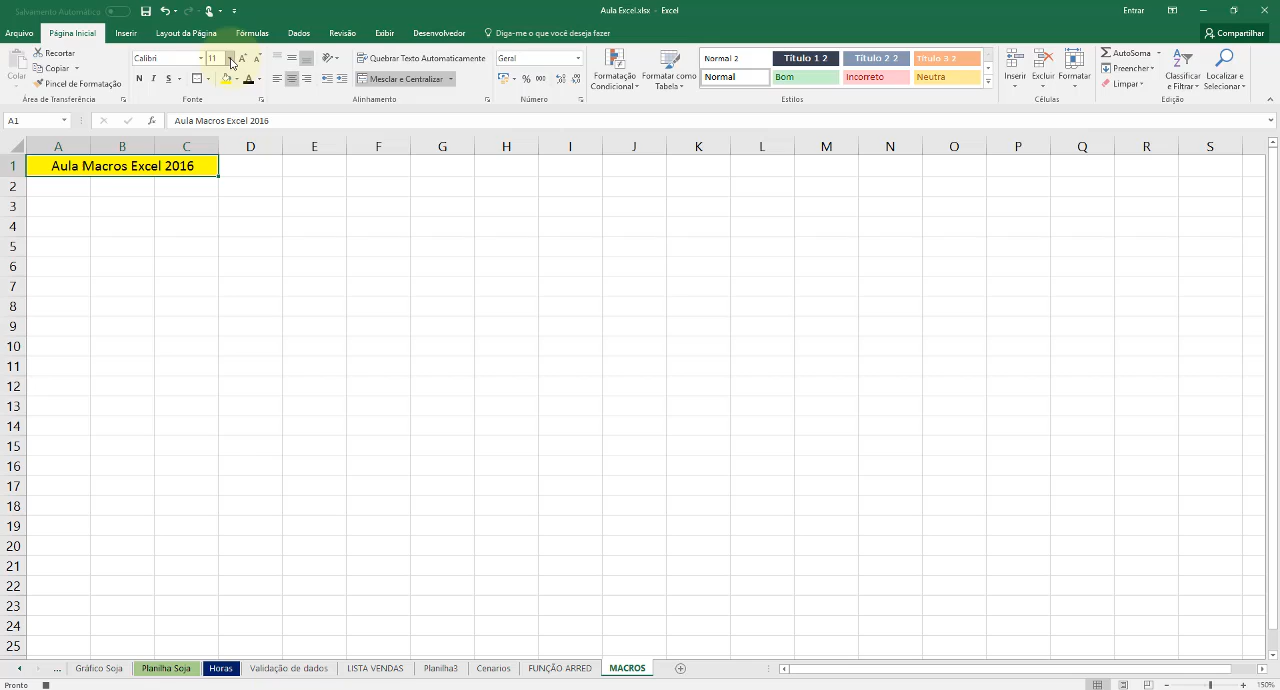 Salvamento Automático
Aula Excel.xlsx - Excel
Entrar
Arquivo Página Inicial Inserir Layout da Página Fórmulas Dados Revisão Exibir Desenvolvedor Diga-me o que você deseja fazer Compartilhar
Colar
Recortar
Copiar
Pincel de Formatação
Área de Transferência
Calibri 11
N I S
Fonte
Quebrar Texto Automaticamente
Mesclar e Centralizar
Alinhamento
Geral
% 000
Número
Formatação Condicional
Formatar como Tabela
Normal 2 Título 1 2 Título 2 2 Título 3 2
Normal Bom Incorreto Neutra
Estilos
Inserir Excluir Formatar
Células
AutoSoma
Preencher
Limpar
Classificar e Filtrar
Localizar e Selecionar
Edição
A1 fx Aula Macros Excel 2016
A B C D E F G H I J K L M N O P Q R S
1 Aula Macros Excel 2016
2
3
4
5
6
7
8
9
10
11
12
13
14
15
16
17
18
19
20
21
22
23
24
25
... Gráfico Soja Planilha Soja Horas Validação de dados LISTA VENDAS Planilha3 Cenarios FUNÇÃO ARRED MACROS
Pronto 150%